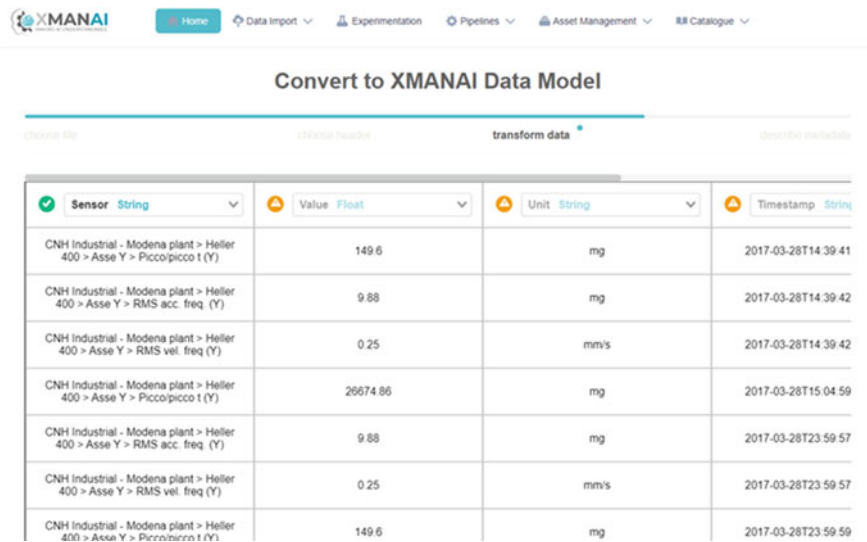 XMANAI
Home Data Import Experimentation Pipelines Asset Management Catalogue
Convert to XMANAI Data Model
choose file choose header transform data describe metadata
Sensor String Value Float Unit String Timestamp String
CNH Industrial - Modena plant > Heller
400 > Asse Y > Picco/picco t (Y) 149.6 mg 2017-03-28T14:39:41
CNH Industrial - Modena plant > Heller
400 > Asse Y > RMS acc. freq. (Y) 9.88 mg 2017-03-28T14:39:42
CNH Industrial - Modena plant > Heller
400 > Asse Y > RMS vel. freq (Y) 0.25 mm/s 2017-03-28T14:39:42
CNH Industrial - Modena plant > Heller
400 > Asse Y > Picco/picco t (Y) 26674.86 mg 2017-03-28T15:04:59
CNH Industrial - Modena plant > Heller
400 > Asse Y > RMS acc. freq. (Y) 9.88 mg 2017-03-28T23:59:57
CNH Industrial - Modena plant > Heller
400 > Asse Y > RMS vel. freq (Y) 0.25 mm/s 2017-03-28T23:59:57
CNH Industrial - Modena plant > Heller
400 > Asse Y > Picco/picco t (Y) 149.6 mg 2017-03-28T23:59:59